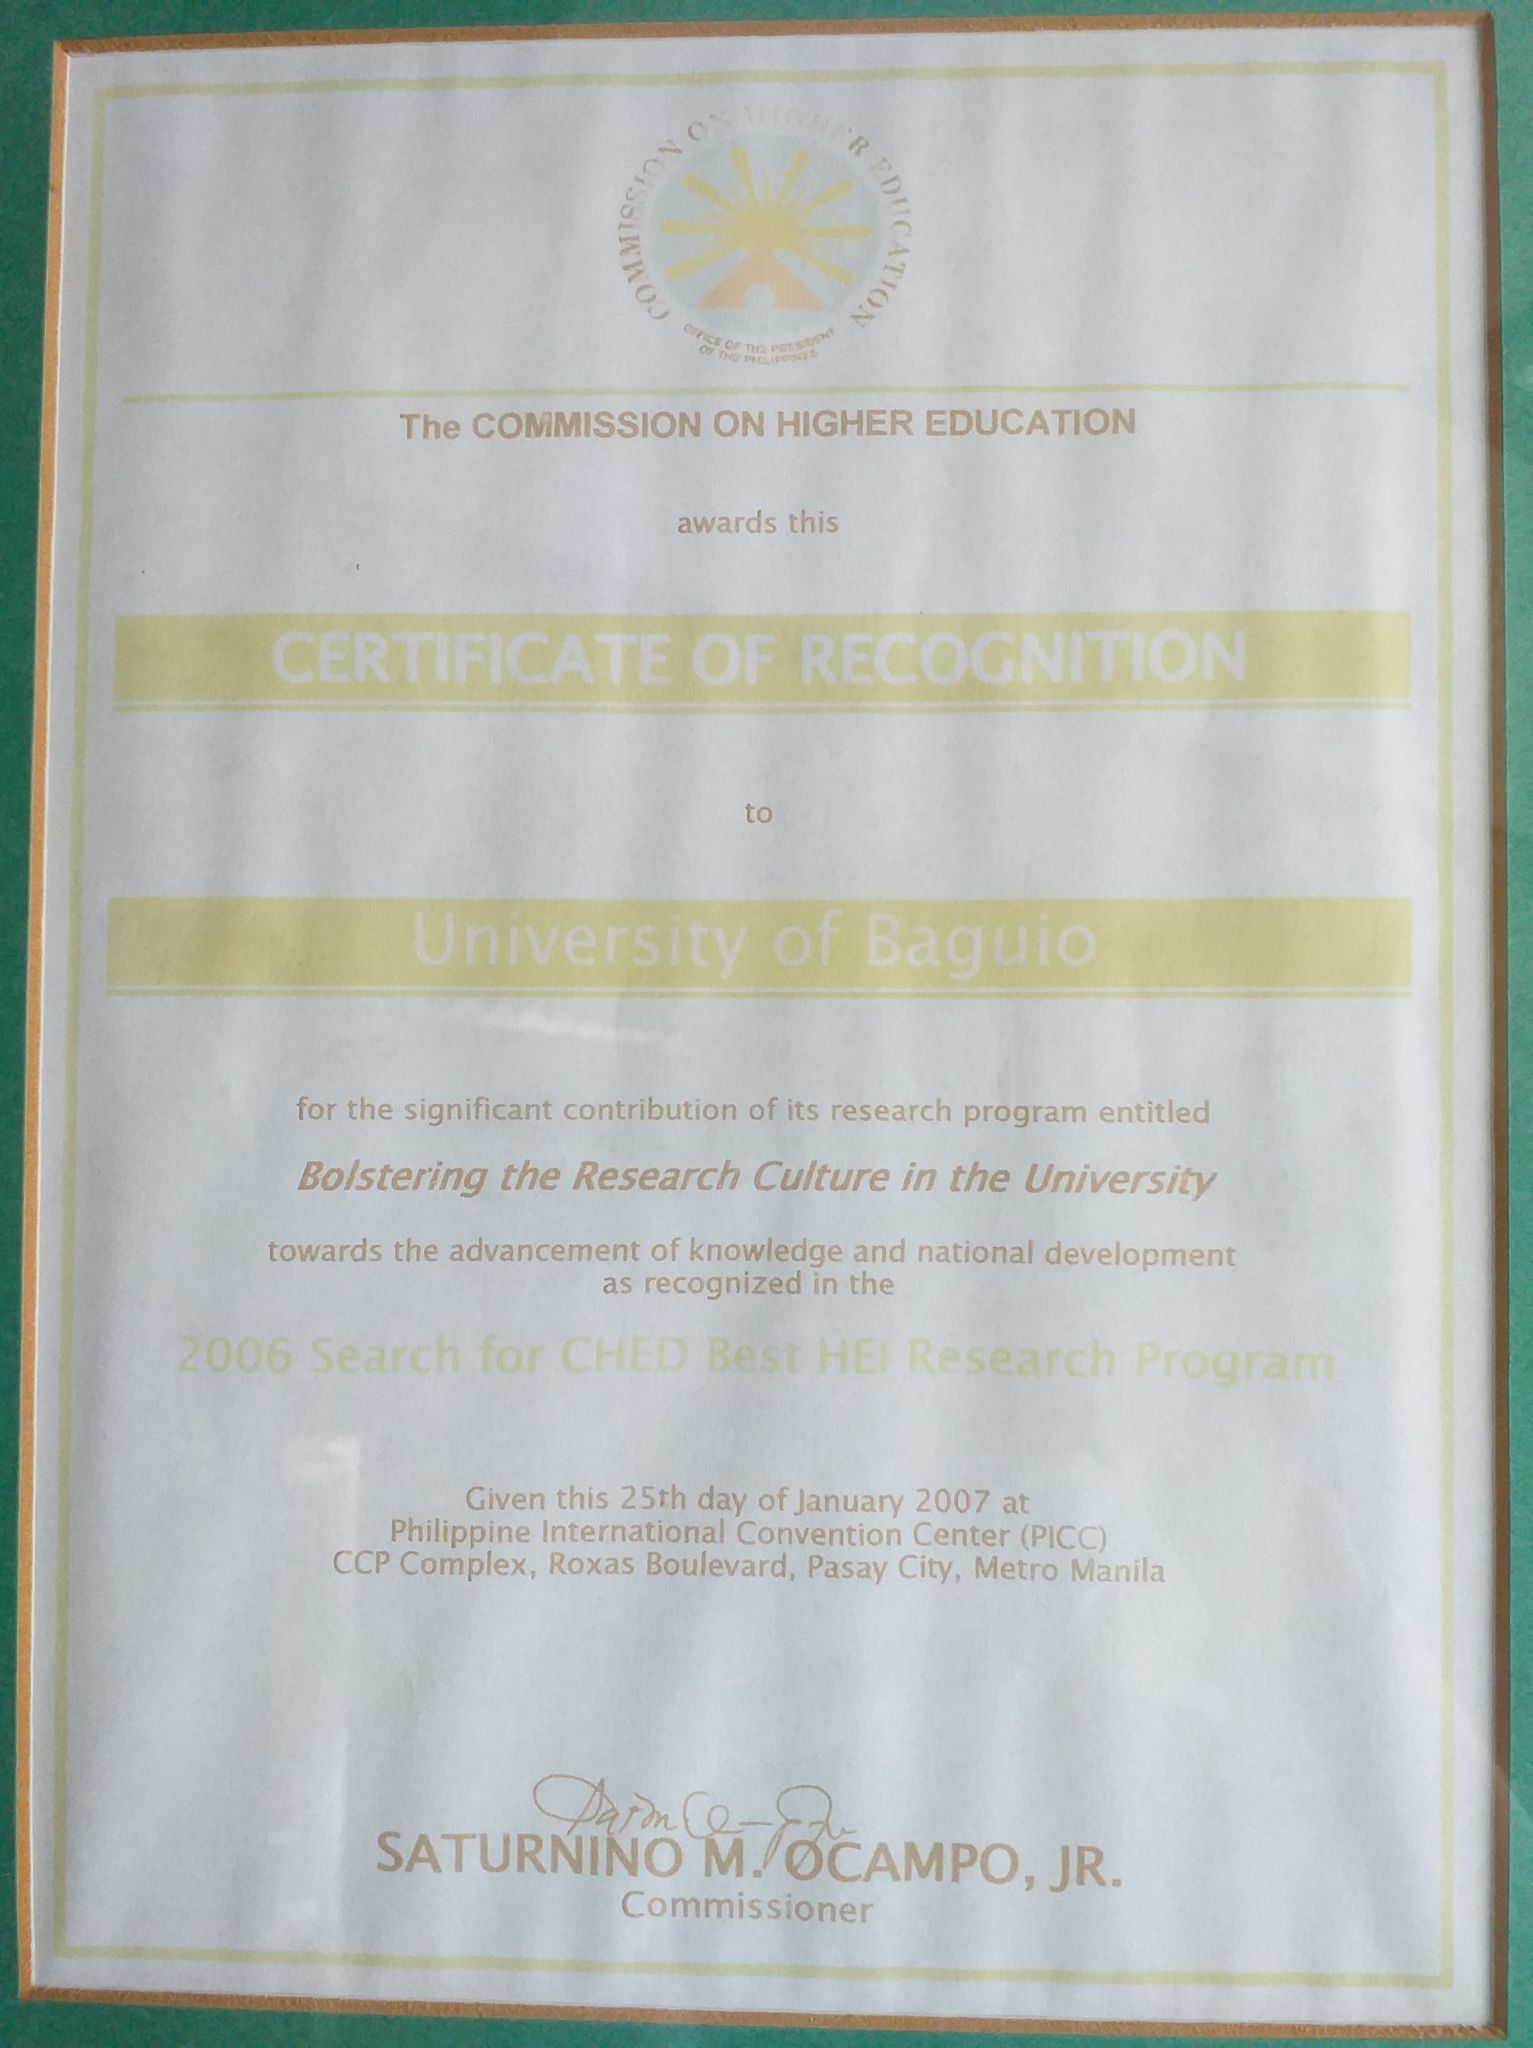 COMMISSION ON HIGHER EDUCATION
OFFICE OF THE PRESIDENT
OF THE PHILIPPINES
The COMMISSION ON HIGHER EDUCATION
awards this
CERTIFICATE OF RECOGNITION
to
University of Baguio
for the significant contribution of its research program entitled
Bolstering the Research Culture in the University
towards the advancement of knowledge and national development
as recognized in the
2006 Search for CHED Best HEI Research Program
Given this 25th day of January 2007 at
Philippine International Convention Center (PICC)
CCP Complex, Roxas Boulevard, Pasay City, Metro Manila
SATURNINO M. OCAMPO, JR.
Commissioner